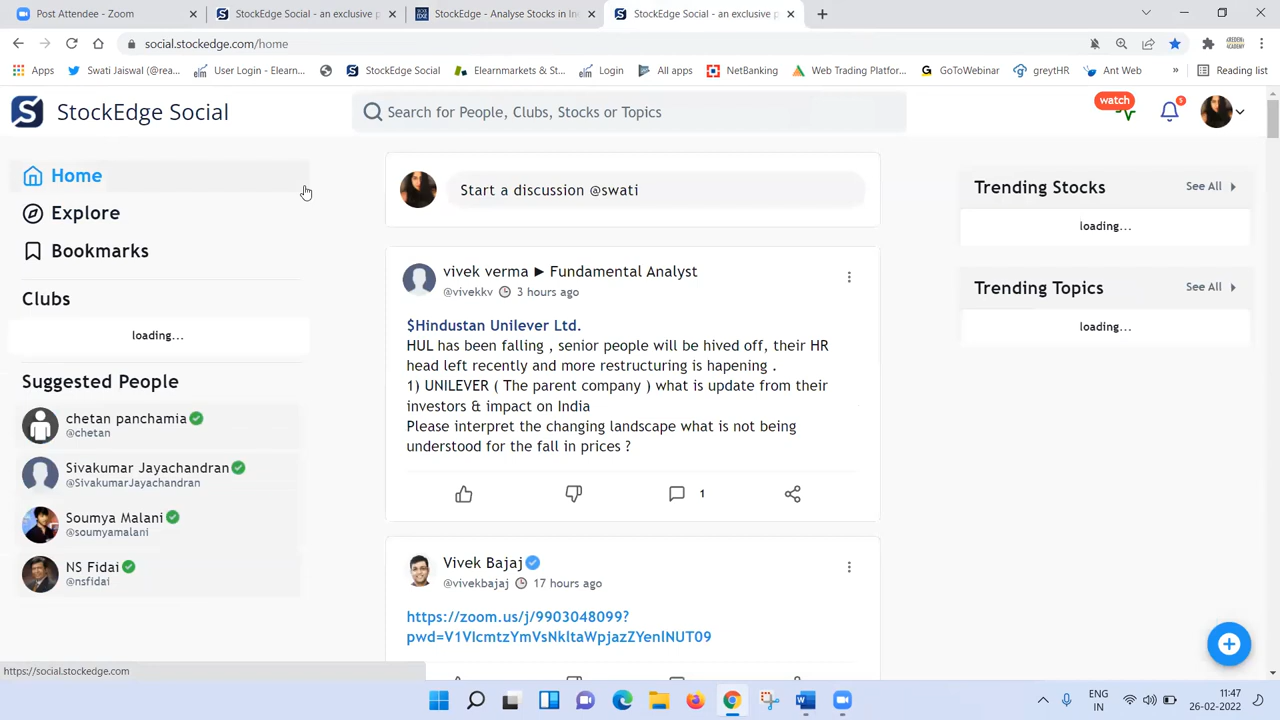 Post Attendee - Zoom
StockEdge Social - an exclusive p
StockEdge - Analyse Stocks in In
StockEdge Social - an exclusive p
social.stockedge.com/home
Apps
Swati Jaiswal (@rea...
User Login - Elearn...
StockEdge Social
Elearnmarkets & St...
Login
All apps
NetBanking
Web Trading Platfor...
GoToWebinar
greytHR
Ant Web
»
Reading list
StockEdge Social
Search for People, Clubs, Stocks or Topics
watch
5
Home
Explore
Bookmarks
Clubs
loading...
Suggested People
chetan panchamia
@chetan
Sivakumar Jayachandran
@SivakumarJayachandran
Soumya Malani
@soumyamalani
NS Fidai
@nsfidai
Start a discussion @swati
vivek verma ▶ Fundamental Analyst
@vivekkv 3 hours ago
$Hindustan Unilever Ltd.
HUL has been falling , senior people will be hived off, their HR
head left recently and more restructuring is hapening .
1) UNILEVER ( The parent company ) what is update from their
investors & impact on India
Please interpret the changing landscape what is not being
understood for the fall in prices ?
1
Vivek Bajaj
@vivekbajaj 17 hours ago
https://zoom.us/j/9903048099?
pwd=V1VIcmtzYmVsNkltaWpjazZYenlNUT09
Trending Stocks
See All
loading...
Trending Topics
See All
loading...
https://social.stockedge.com
ENG
IN
11:47
26-02-2022